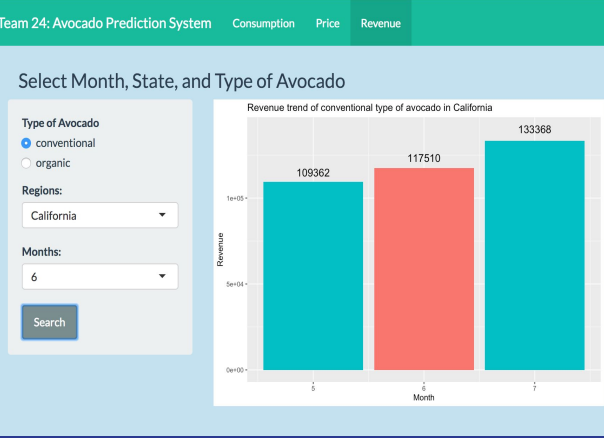 Team 24: Avocado Prediction System Consumption Price Revenue
Select Month, State, and Type of Avocado
Type of Avocado
conventional
organic
Regions:
California
Months:
6
Search
Revenue trend of conventional type of avocado in California
133368
117510
109362
1e+05
5e+04
0e+00
Revenue
5 6 7
Month